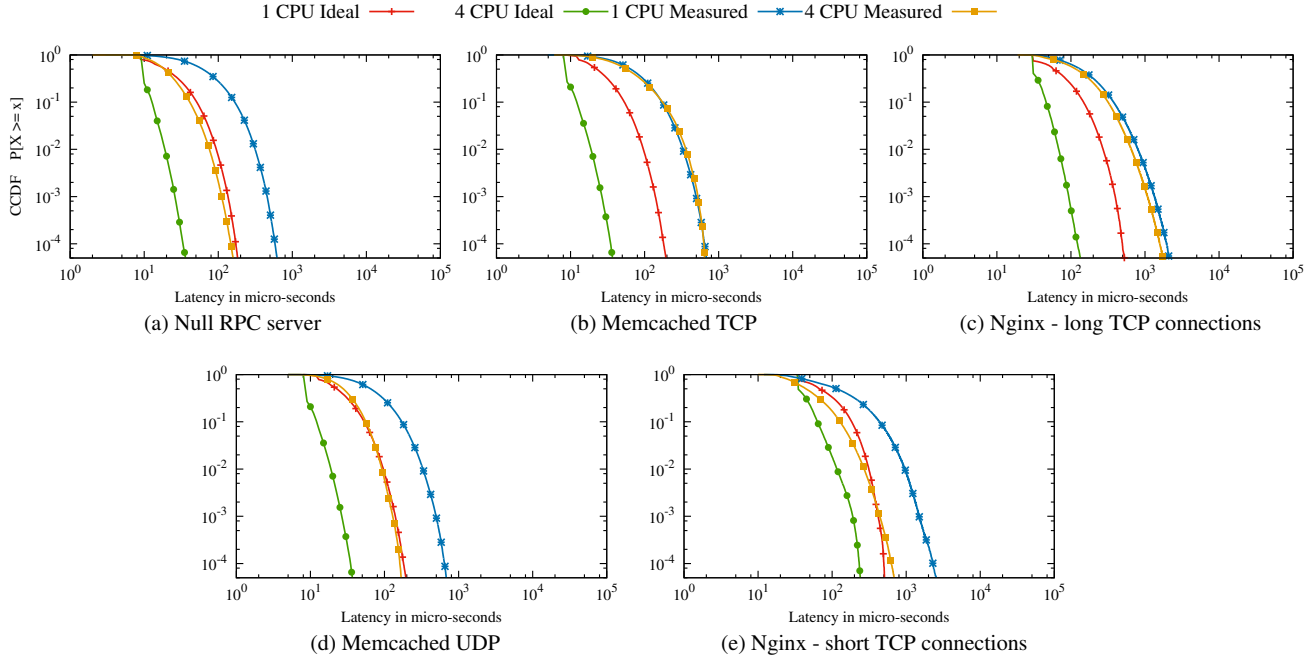 1 CPU Ideal 4 CPU Ideal 1 CPU Measured 4 CPU Measured
CCDF P[X >= x]
10^0
10^-1
10^-2
10^-3
10^-4
10^0 10^1 10^2 10^3 10^4 10^5
Latency in micro-seconds
(a) Null RPC server
10^0
10^-1
10^-2
10^-3
10^-4
10^0 10^1 10^2 10^3 10^4 10^5
Latency in micro-seconds
(b) Memcached TCP
10^0
10^-1
10^-2
10^-3
10^-4
10^0 10^1 10^2 10^3 10^4 10^5
Latency in micro-seconds
(c) Nginx - long TCP connections
10^0
10^-1
10^-2
10^-3
10^-4
10^0 10^1 10^2 10^3 10^4 10^5
Latency in micro-seconds
(d) Memcached UDP
10^0
10^-1
10^-2
10^-3
10^-4
10^0 10^1 10^2 10^3 10^4 10^5
Latency in micro-seconds
(e) Nginx - short TCP connections